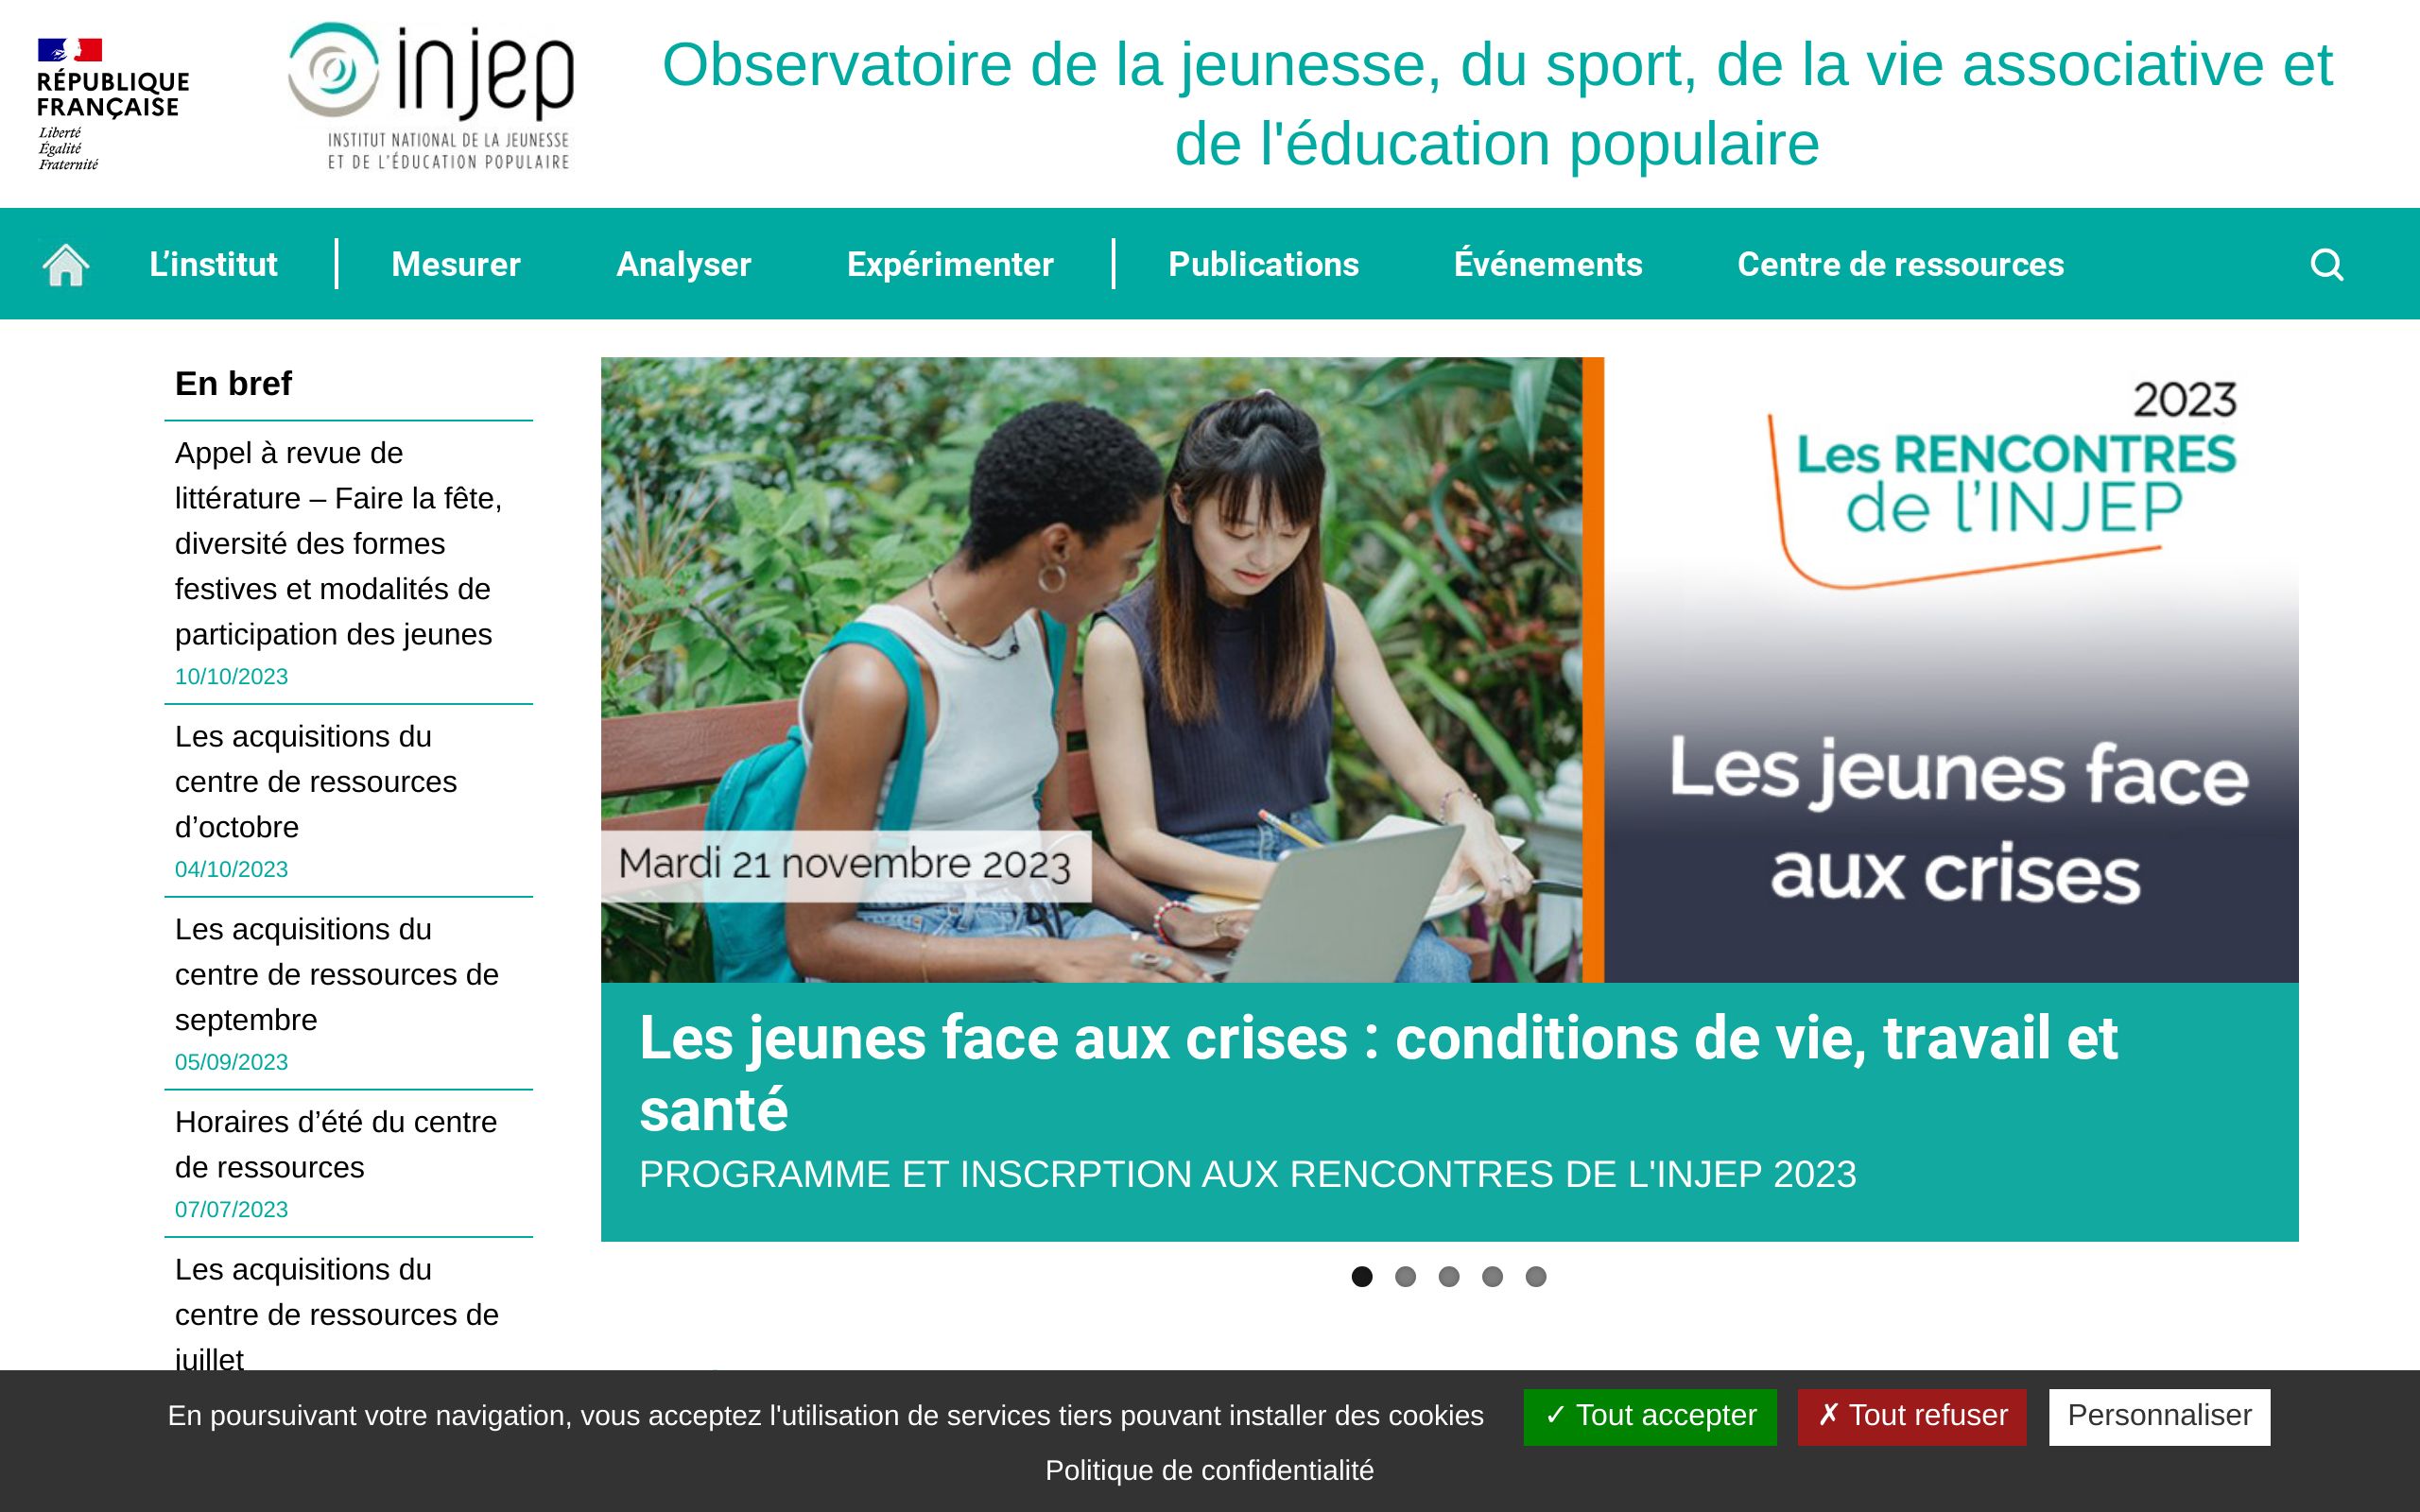 RÉPUBLIQUE
FRANÇAISE
Liberté
Égalité
Fraternité
injep
INSTITUT NATIONAL DE LA JEUNESSE
ET DE L'ÉDUCATION POPULAIRE
Observatoire de la jeunesse, du sport, de la vie associative et
de l'éducation populaire
L’institut
Mesurer
Analyser
Expérimenter
Publications
Événements
Centre de ressources
En bref
Appel à revue de
littérature – Faire la fête,
diversité des formes
festives et modalités de
participation des jeunes
10/10/2023
Les acquisitions du
centre de ressources
d’octobre
04/10/2023
Les acquisitions du
centre de ressources de
septembre
05/09/2023
Horaires d’été du centre
de ressources
07/07/2023
Les acquisitions du
centre de ressources de
juillet
2023
Les RENCONTRES
de l'INJEP
Mardi 21 novembre 2023
Les jeunes face
aux crises
Les jeunes face aux crises : conditions de vie, travail et
santé
PROGRAMME ET INSCRPTION AUX RENCONTRES DE L'INJEP 2023
En poursuivant votre navigation, vous acceptez l'utilisation de services tiers pouvant installer des cookies
✓ Tout accepter
✗ Tout refuser
Personnaliser
Politique de confidentialité